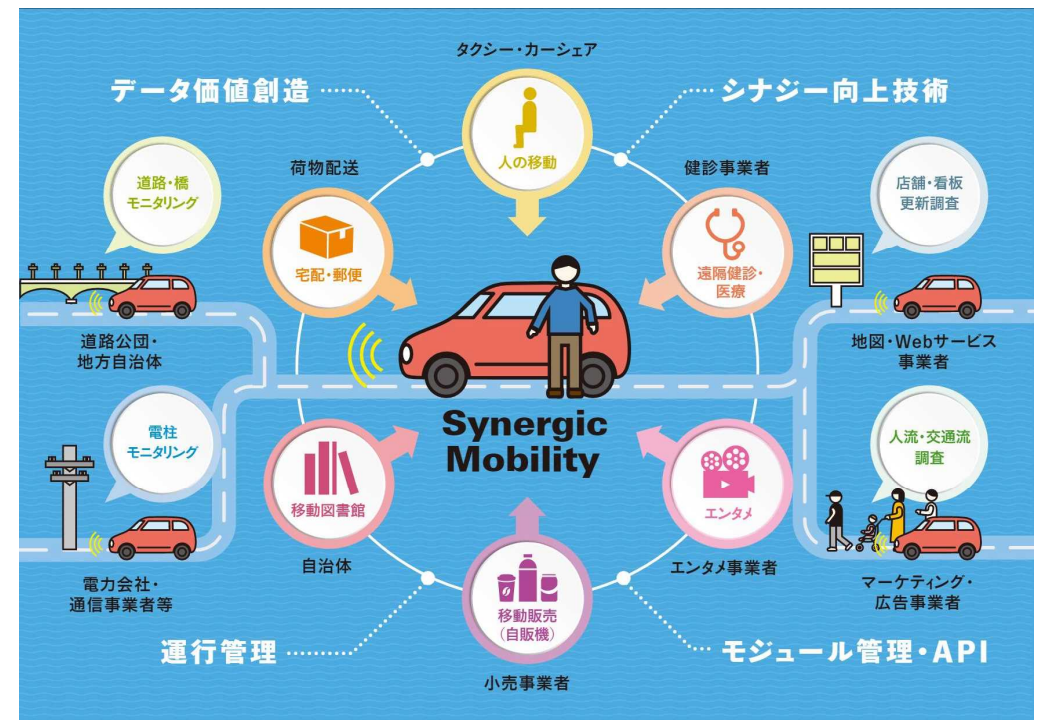 タクシー・カーシェア
データ価値創造
シナジー向上技術
人の移動
荷物配送
健診事業者
道路・橋
モニタリング
店舗・看板
更新調査
宅配・郵便
遠隔健診・
医療
道路公団・
地方自治体
地図・Webサービス
事業者
Synergic
Mobility
電柱
モニタリング
人流・交通流
調査
移動図書館
エンタメ
自治体
エンタメ事業者
電力会社・
通信事業者等
マーケティング・
広告事業者
移動販売
（自販機）
運行管理
モジュール管理・API
小売事業者